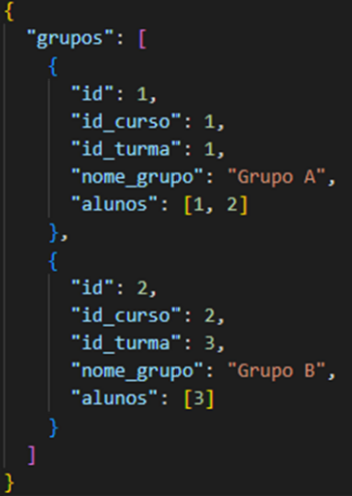 {
"grupos": [
{
"id": 1,
"id_curso": 1,
"id_turma": 1,
"nome_grupo": "Grupo A",
"alunos": [1, 2]
},
{
"id": 2,
"id_curso": 2,
"id_turma": 3,
"nome_grupo": "Grupo B",
"alunos": [3]
}
]
}